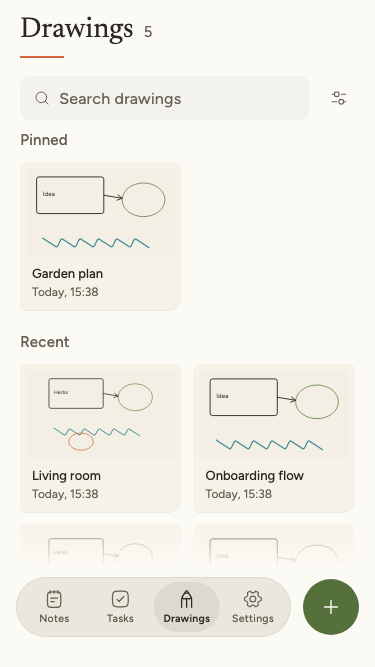 Drawings 5
Search drawings
Pinned
Idea
Garden plan
Today, 15:38
Recent
Herbs
Living room
Today, 15:38
Idea
Onboarding flow
Today, 15:38
Notes
Tasks
Drawings
Settings